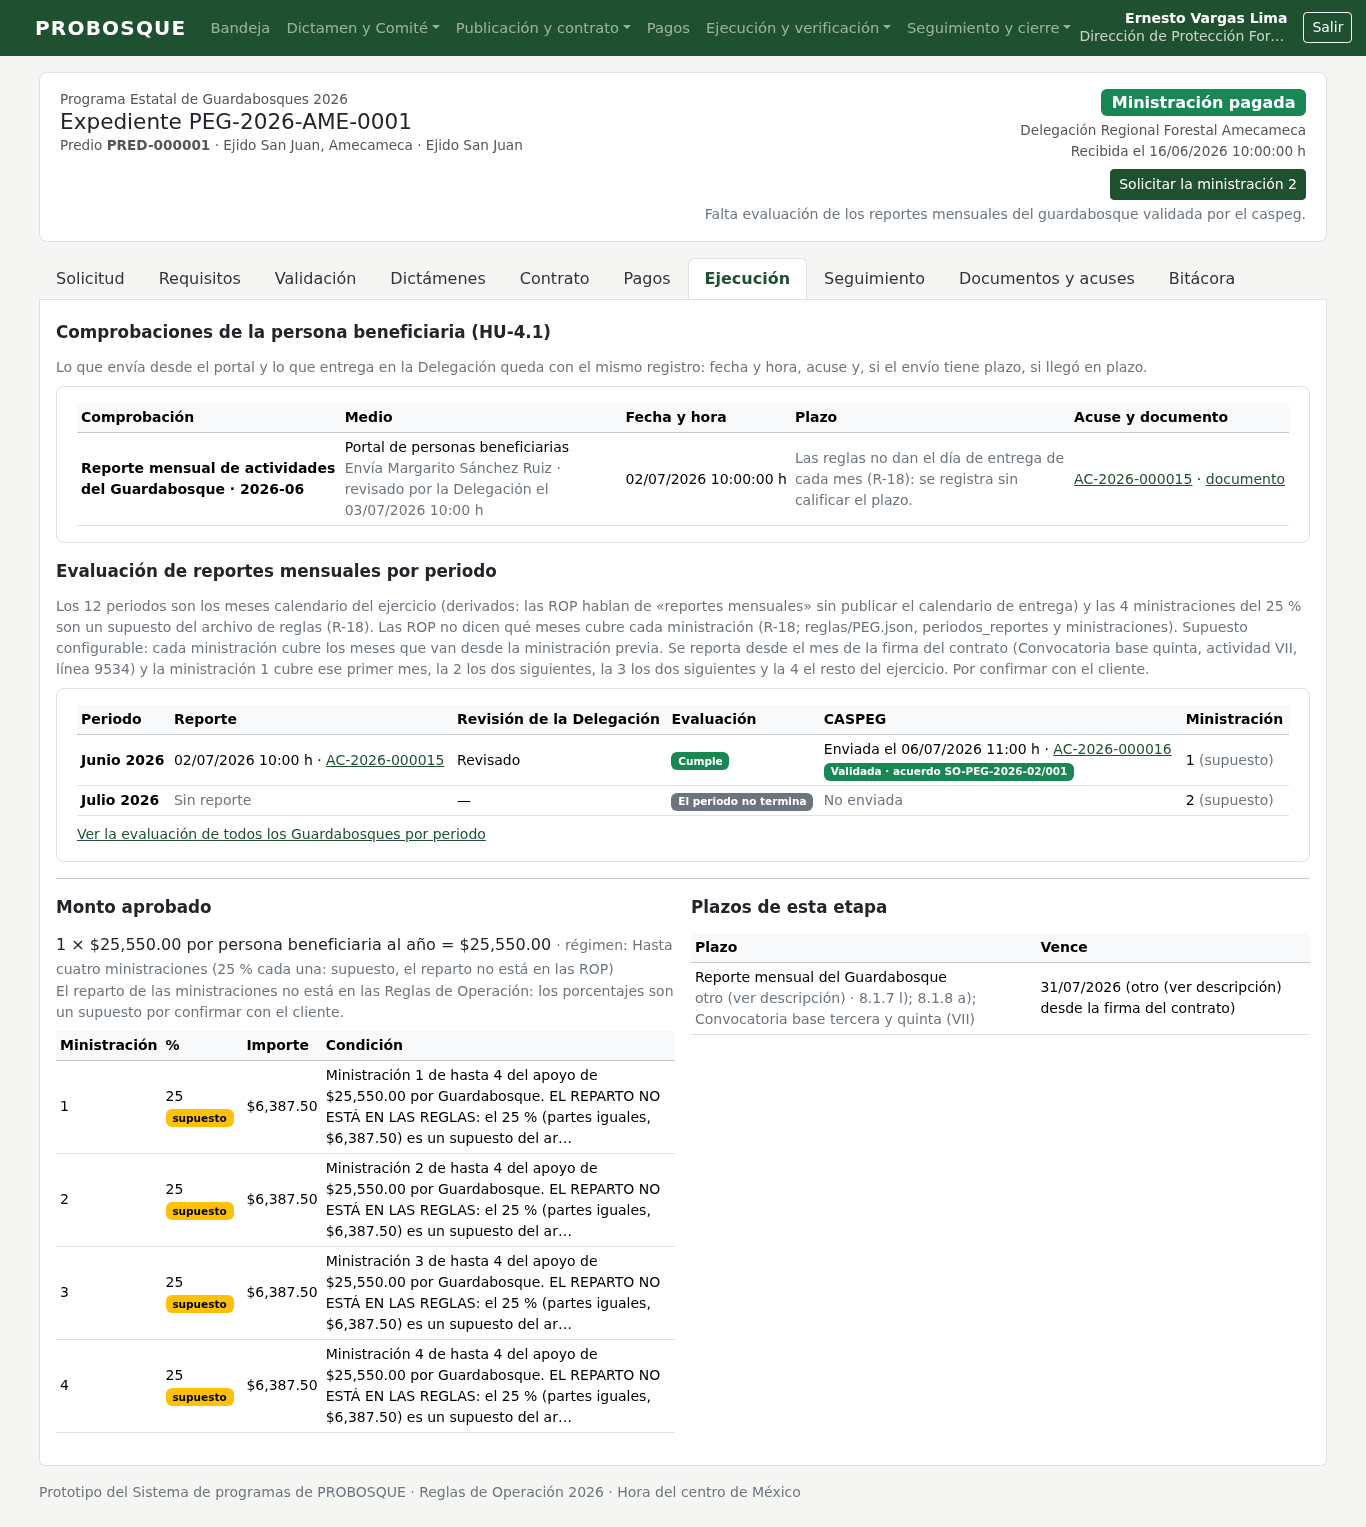 PROBOSQUE Bandeja Dictamen y Comité Publicación y contrato Pagos Ejecución y verificación Seguimiento y cierre Ernesto Vargas Lima Salir
Dirección de Protección For…
Programa Estatal de Guardabosques 2026
Expediente PEG-2026-AME-0001
Predio PRED-000001 · Ejido San Juan, Amecameca · Ejido San Juan
Ministración pagada
Delegación Regional Forestal Amecameca
Recibida el 16/06/2026 10:00:00 h
Solicitar la ministración 2
Falta evaluación de los reportes mensuales del guardabosque validada por el caspeg.
Solicitud Requisitos Validación Dictámenes Contrato Pagos Ejecución Seguimiento Documentos y acuses Bitácora
Comprobaciones de la persona beneficiaria (HU-4.1)
Lo que envía desde el portal y lo que entrega en la Delegación queda con el mismo registro: fecha y hora, acuse y, si el envío tiene plazo, si llegó en plazo.
Comprobación Medio Fecha y hora Plazo Acuse y documento
Reporte mensual de actividades
del Guardabosque · 2026-06
Portal de personas beneficiarias
Envía Margarito Sánchez Ruiz ·
revisado por la Delegación el
03/07/2026 10:00 h
02/07/2026 10:00:00 h
Las reglas no dan el día de entrega de
cada mes (R-18): se registra sin
calificar el plazo.
AC-2026-000015 · documento
Evaluación de reportes mensuales por periodo
Los 12 periodos son los meses calendario del ejercicio (derivados: las ROP hablan de «reportes mensuales» sin publicar el calendario de entrega) y las 4 ministraciones del 25 %
son un supuesto del archivo de reglas (R-18). Las ROP no dicen qué meses cubre cada ministración (R-18; reglas/PEG.json, periodos_reportes y ministraciones). Supuesto
configurable: cada ministración cubre los meses que van desde la ministración previa. Se reporta desde el mes de la firma del contrato (Convocatoria base quinta, actividad VII,
línea 9534) y la ministración 1 cubre ese primer mes, la 2 los dos siguientes, la 3 los dos siguientes y la 4 el resto del ejercicio. Por confirmar con el cliente.
Periodo Reporte Revisión de la Delegación Evaluación CASPEG Ministración
Junio 2026 02/07/2026 10:00 h · AC-2026-000015 Revisado Cumple Enviada el 06/07/2026 11:00 h · AC-2026-000016 1 (supuesto)
Validada · acuerdo SO-PEG-2026-02/001
Julio 2026 Sin reporte — El periodo no termina No enviada 2 (supuesto)
Ver la evaluación de todos los Guardabosques por periodo
Monto aprobado
1 × $25,550.00 por persona beneficiaria al año = $25,550.00 · régimen: Hasta
cuatro ministraciones (25 % cada una: supuesto, el reparto no está en las ROP)
El reparto de las ministraciones no está en las Reglas de Operación: los porcentajes son
un supuesto por confirmar con el cliente.
Ministración % Importe Condición
1 25 supuesto $6,387.50
Ministración 1 de hasta 4 del apoyo de
$25,550.00 por Guardabosque. EL REPARTO NO
ESTÁ EN LAS REGLAS: el 25 % (partes iguales,
$6,387.50) es un supuesto del ar…
2 25 supuesto $6,387.50
Ministración 2 de hasta 4 del apoyo de
$25,550.00 por Guardabosque. EL REPARTO NO
ESTÁ EN LAS REGLAS: el 25 % (partes iguales,
$6,387.50) es un supuesto del ar…
3 25 supuesto $6,387.50
Ministración 3 de hasta 4 del apoyo de
$25,550.00 por Guardabosque. EL REPARTO NO
ESTÁ EN LAS REGLAS: el 25 % (partes iguales,
$6,387.50) es un supuesto del ar…
4 25 supuesto $6,387.50
Ministración 4 de hasta 4 del apoyo de
$25,550.00 por Guardabosque. EL REPARTO NO
ESTÁ EN LAS REGLAS: el 25 % (partes iguales,
$6,387.50) es un supuesto del ar…
Plazos de esta etapa
Plazo Vence
Reporte mensual del Guardabosque
otro (ver descripción) · 8.1.7 l); 8.1.8 a);
Convocatoria base tercera y quinta (VII)
31/07/2026 (otro (ver descripción)
desde la firma del contrato)
Prototipo del Sistema de programas de PROBOSQUE · Reglas de Operación 2026 · Hora del centro de México